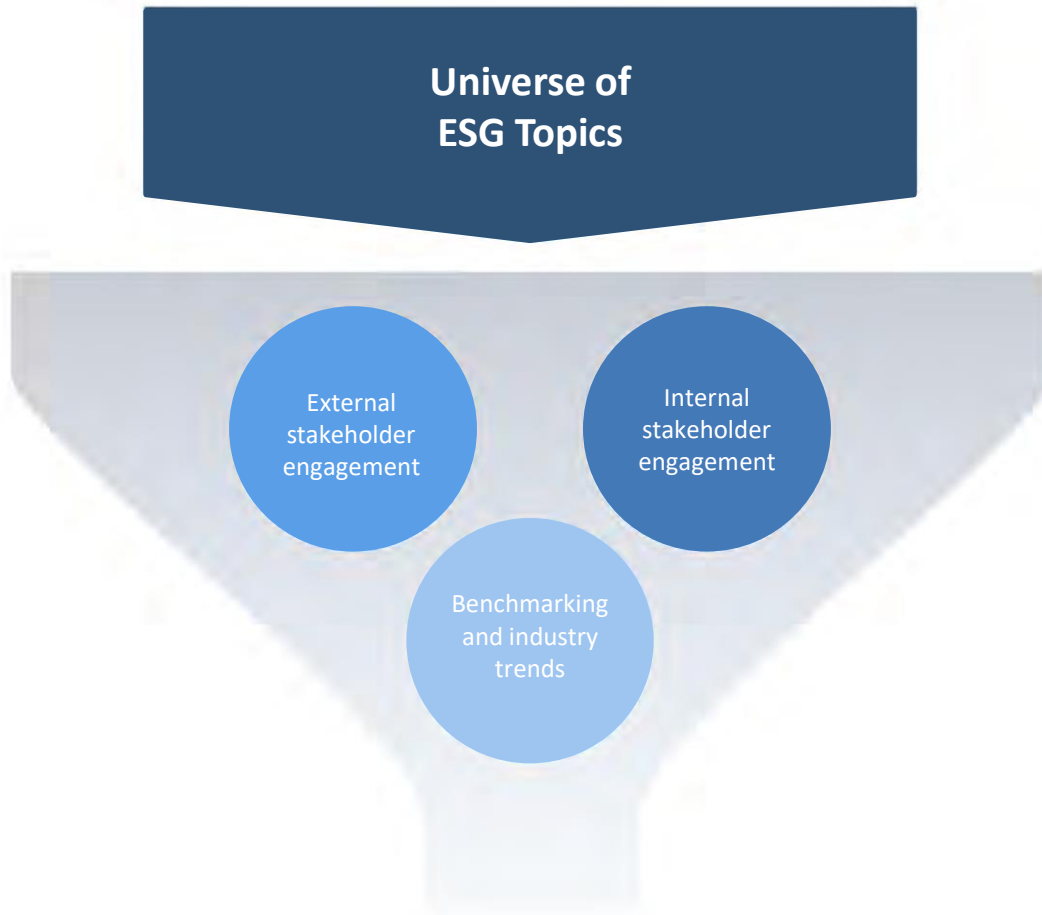 Universe of
ESG Topics
External
stakeholder
engagement
Internal
stakeholder
engagement
Benchmarking
and industry
trends